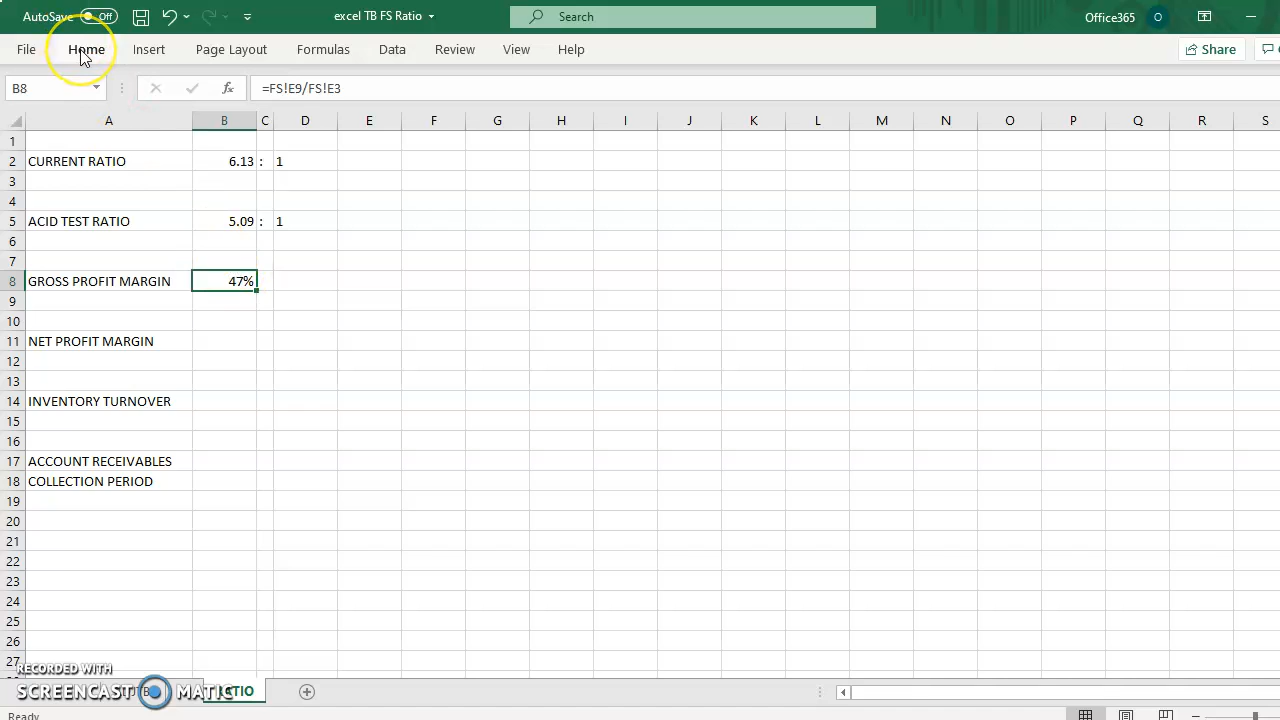 AutoSave Off excel TB FS Ratio Search Office365 O
File Home Insert Page Layout Formulas Data Review View Help Share
B8 fx =FS!E9/FS!E3
A B C D E F G H I J K L M N O P Q R S
1
2 CURRENT RATIO 6.13 : 1
3
4
5 ACID TEST RATIO 5.09 : 1
6
7
8 GROSS PROFIT MARGIN 47%
9
10
11 NET PROFIT MARGIN
12
13
14 INVENTORY TURNOVER
15
16
17 ACCOUNT RECEIVABLES
18 COLLECTION PERIOD
19
20
21
22
23
24
25
26
27
RECORDED WITH
SCREENCAST MATIC
RATIO
Ready